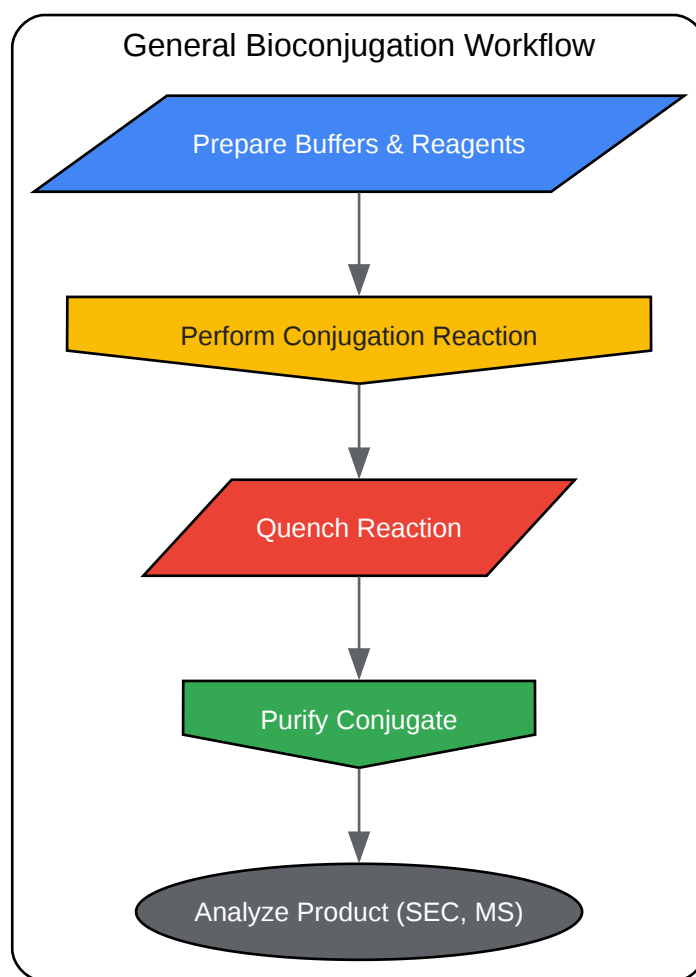 General Bioconjugation Workflow
Prepare Buffers & Reagents
Perform Conjugation Reaction
Quench Reaction
Purify Conjugate
Analyze Product (SEC, MS)